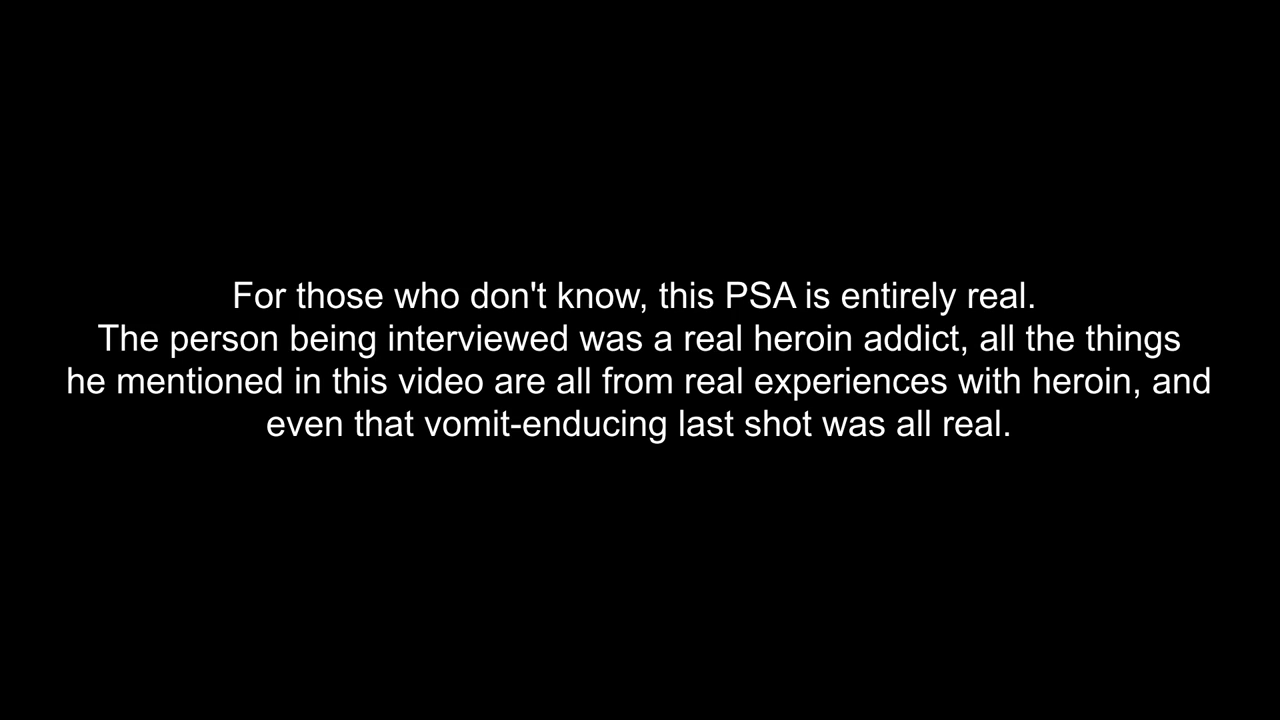 For those who don't know, this PSA is entirely real.
The person being interviewed was a real heroin addict, all the things
he mentioned in this video are all from real experiences with heroin, and
even that vomit-enducing last shot was all real.